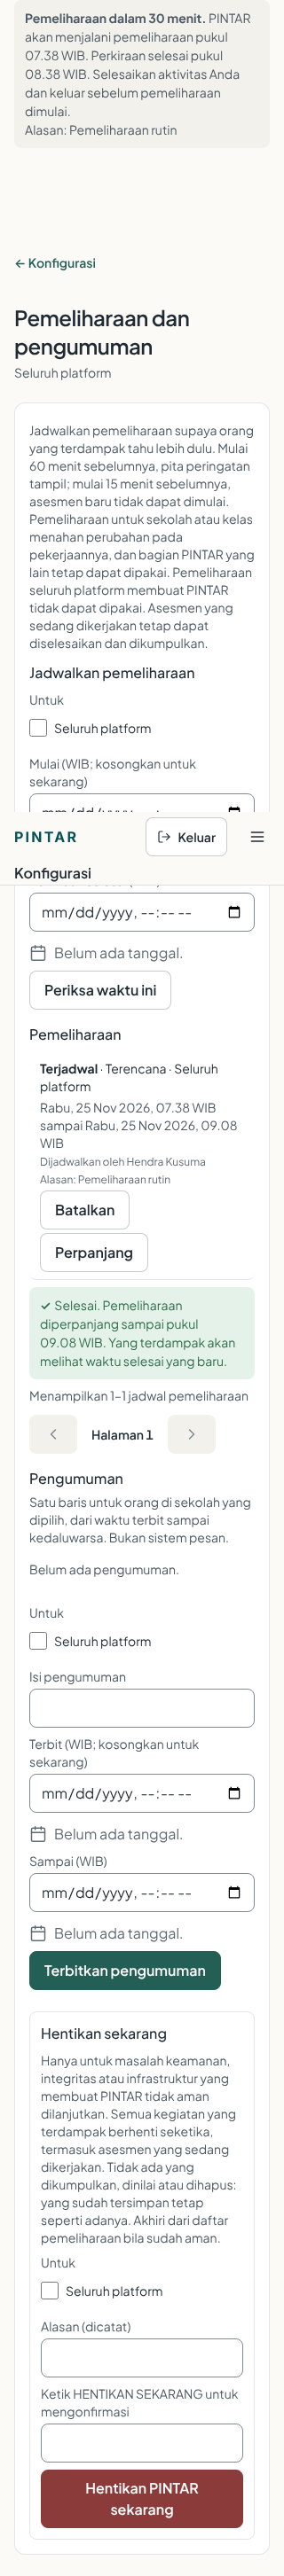 Pemeliharaan dalam 30 menit. PINTAR
akan menjalani pemeliharaan pukul
07.38 WIB. Perkiraan selesai pukul
08.38 WIB. Selesaikan aktivitas Anda
dan keluar sebelum pemeliharaan
dimulai.
Alasan: Pemeliharaan rutin
← Konfigurasi
Pemeliharaan dan
pengumuman
Seluruh platform
Jadwalkan pemeliharaan supaya orang
yang terdampak tahu lebih dulu. Mulai
60 menit sebelumnya, pita peringatan
tampil; mulai 15 menit sebelumnya,
asesmen baru tidak dapat dimulai.
Pemeliharaan untuk sekolah atau kelas
menahan perubahan pada
pekerjaannya, dan bagian PINTAR yang
lain tetap dapat dipakai. Pemeliharaan
seluruh platform membuat PINTAR
tidak dapat dipakai. Asesmen yang
sedang dikerjakan tetap dapat
diselesaikan dan dikumpulkan.
Jadwalkan pemeliharaan
Untuk
Seluruh platform
Mulai (WIB; kosongkan untuk
sekarang)
PINTAR
Keluar
Konfigurasi
mm/dd/yyyy, --:-- --
Belum ada tanggal.
Periksa waktu ini
Pemeliharaan
Terjadwal · Terencana · Seluruh
platform
Rabu, 25 Nov 2026, 07.38 WIB
sampai Rabu, 25 Nov 2026, 09.08
WIB
Dijadwalkan oleh Hendra Kusuma
Alasan: Pemeliharaan rutin
Batalkan
Perpanjang
✓ Selesai. Pemeliharaan
diperpanjang sampai pukul
09.08 WIB. Yang terdampak akan
melihat waktu selesai yang baru.
Menampilkan 1–1 jadwal pemeliharaan
Halaman 1
Pengumuman
Satu baris untuk orang di sekolah yang
dipilih, dari waktu terbit sampai
kedaluwarsa. Bukan sistem pesan.
Belum ada pengumuman.
Untuk
Seluruh platform
Isi pengumuman
Terbit (WIB; kosongkan untuk
sekarang)
mm/dd/yyyy, --:-- --
Belum ada tanggal.
Sampai (WIB)
mm/dd/yyyy, --:-- --
Belum ada tanggal.
Terbitkan pengumuman
Hentikan sekarang
Hanya untuk masalah keamanan,
integritas atau infrastruktur yang
membuat PINTAR tidak aman
dilanjutkan. Semua kegiatan yang
terdampak berhenti seketika,
termasuk asesmen yang sedang
dikerjakan. Tidak ada yang
dikumpulkan, dinilai atau dihapus:
yang sudah tersimpan tetap
seperti adanya. Akhiri dari daftar
pemeliharaan bila sudah aman.
Untuk
Seluruh platform
Alasan (dicatat)
Ketik HENTIKAN SEKARANG untuk
mengonfirmasi
Hentikan PINTAR
sekarang